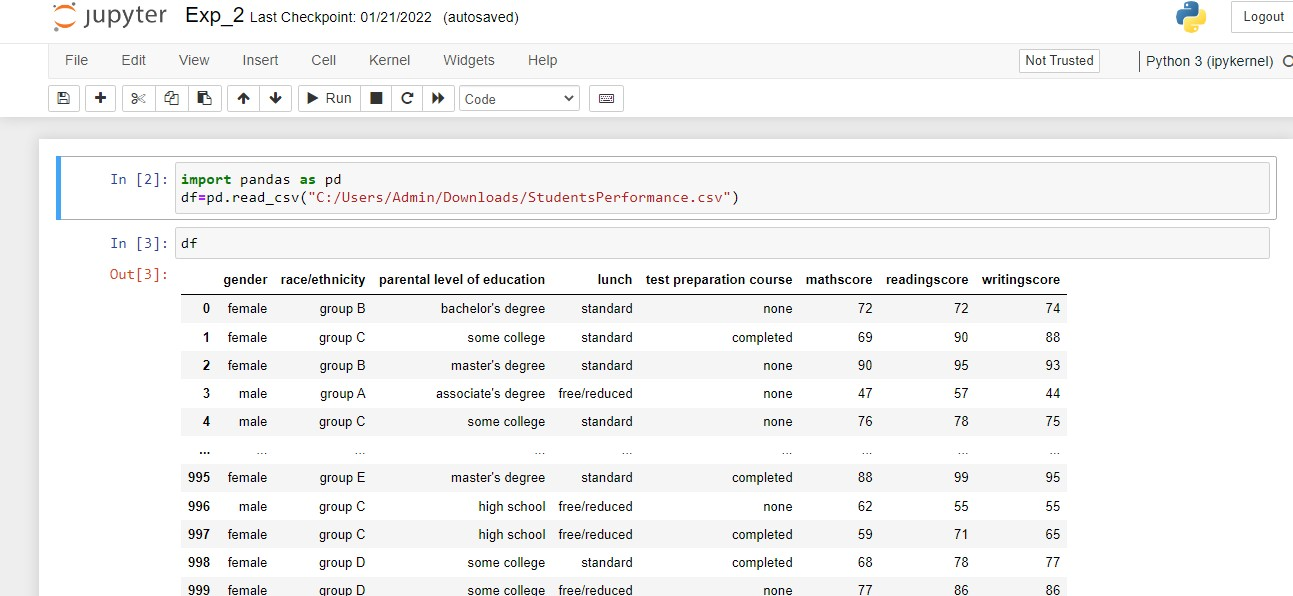 jupyter Exp_2 Last Checkpoint: 01/21/2022 (autosaved) Logout
File Edit View Insert Cell Kernel Widgets Help Not Trusted Python 3 (ipykernel)
Run Code
In [2]: import pandas as pd
df=pd.read_csv("C:/Users/Admin/Downloads/StudentsPerformance.csv")
In [3]: df
Out[3]:
gender race/ethnicity parental level of education lunch test preparation course mathscore readingscore writingscore
0 female group B bachelor's degree standard none 72 72 74
1 female group C some college standard completed 69 90 88
2 female group B master's degree standard none 90 95 93
3 male group A associate's degree free/reduced none 47 57 44
4 male group C some college standard none 76 78 75
... ... ... ... ... ... ... ... ...
995 female group E master's degree standard completed 88 99 95
996 male group C high school free/reduced none 62 55 55
997 female group C high school free/reduced completed 59 71 65
998 female group D some college standard completed 68 78 77
999 female group D some college free/reduced none 77 86 86